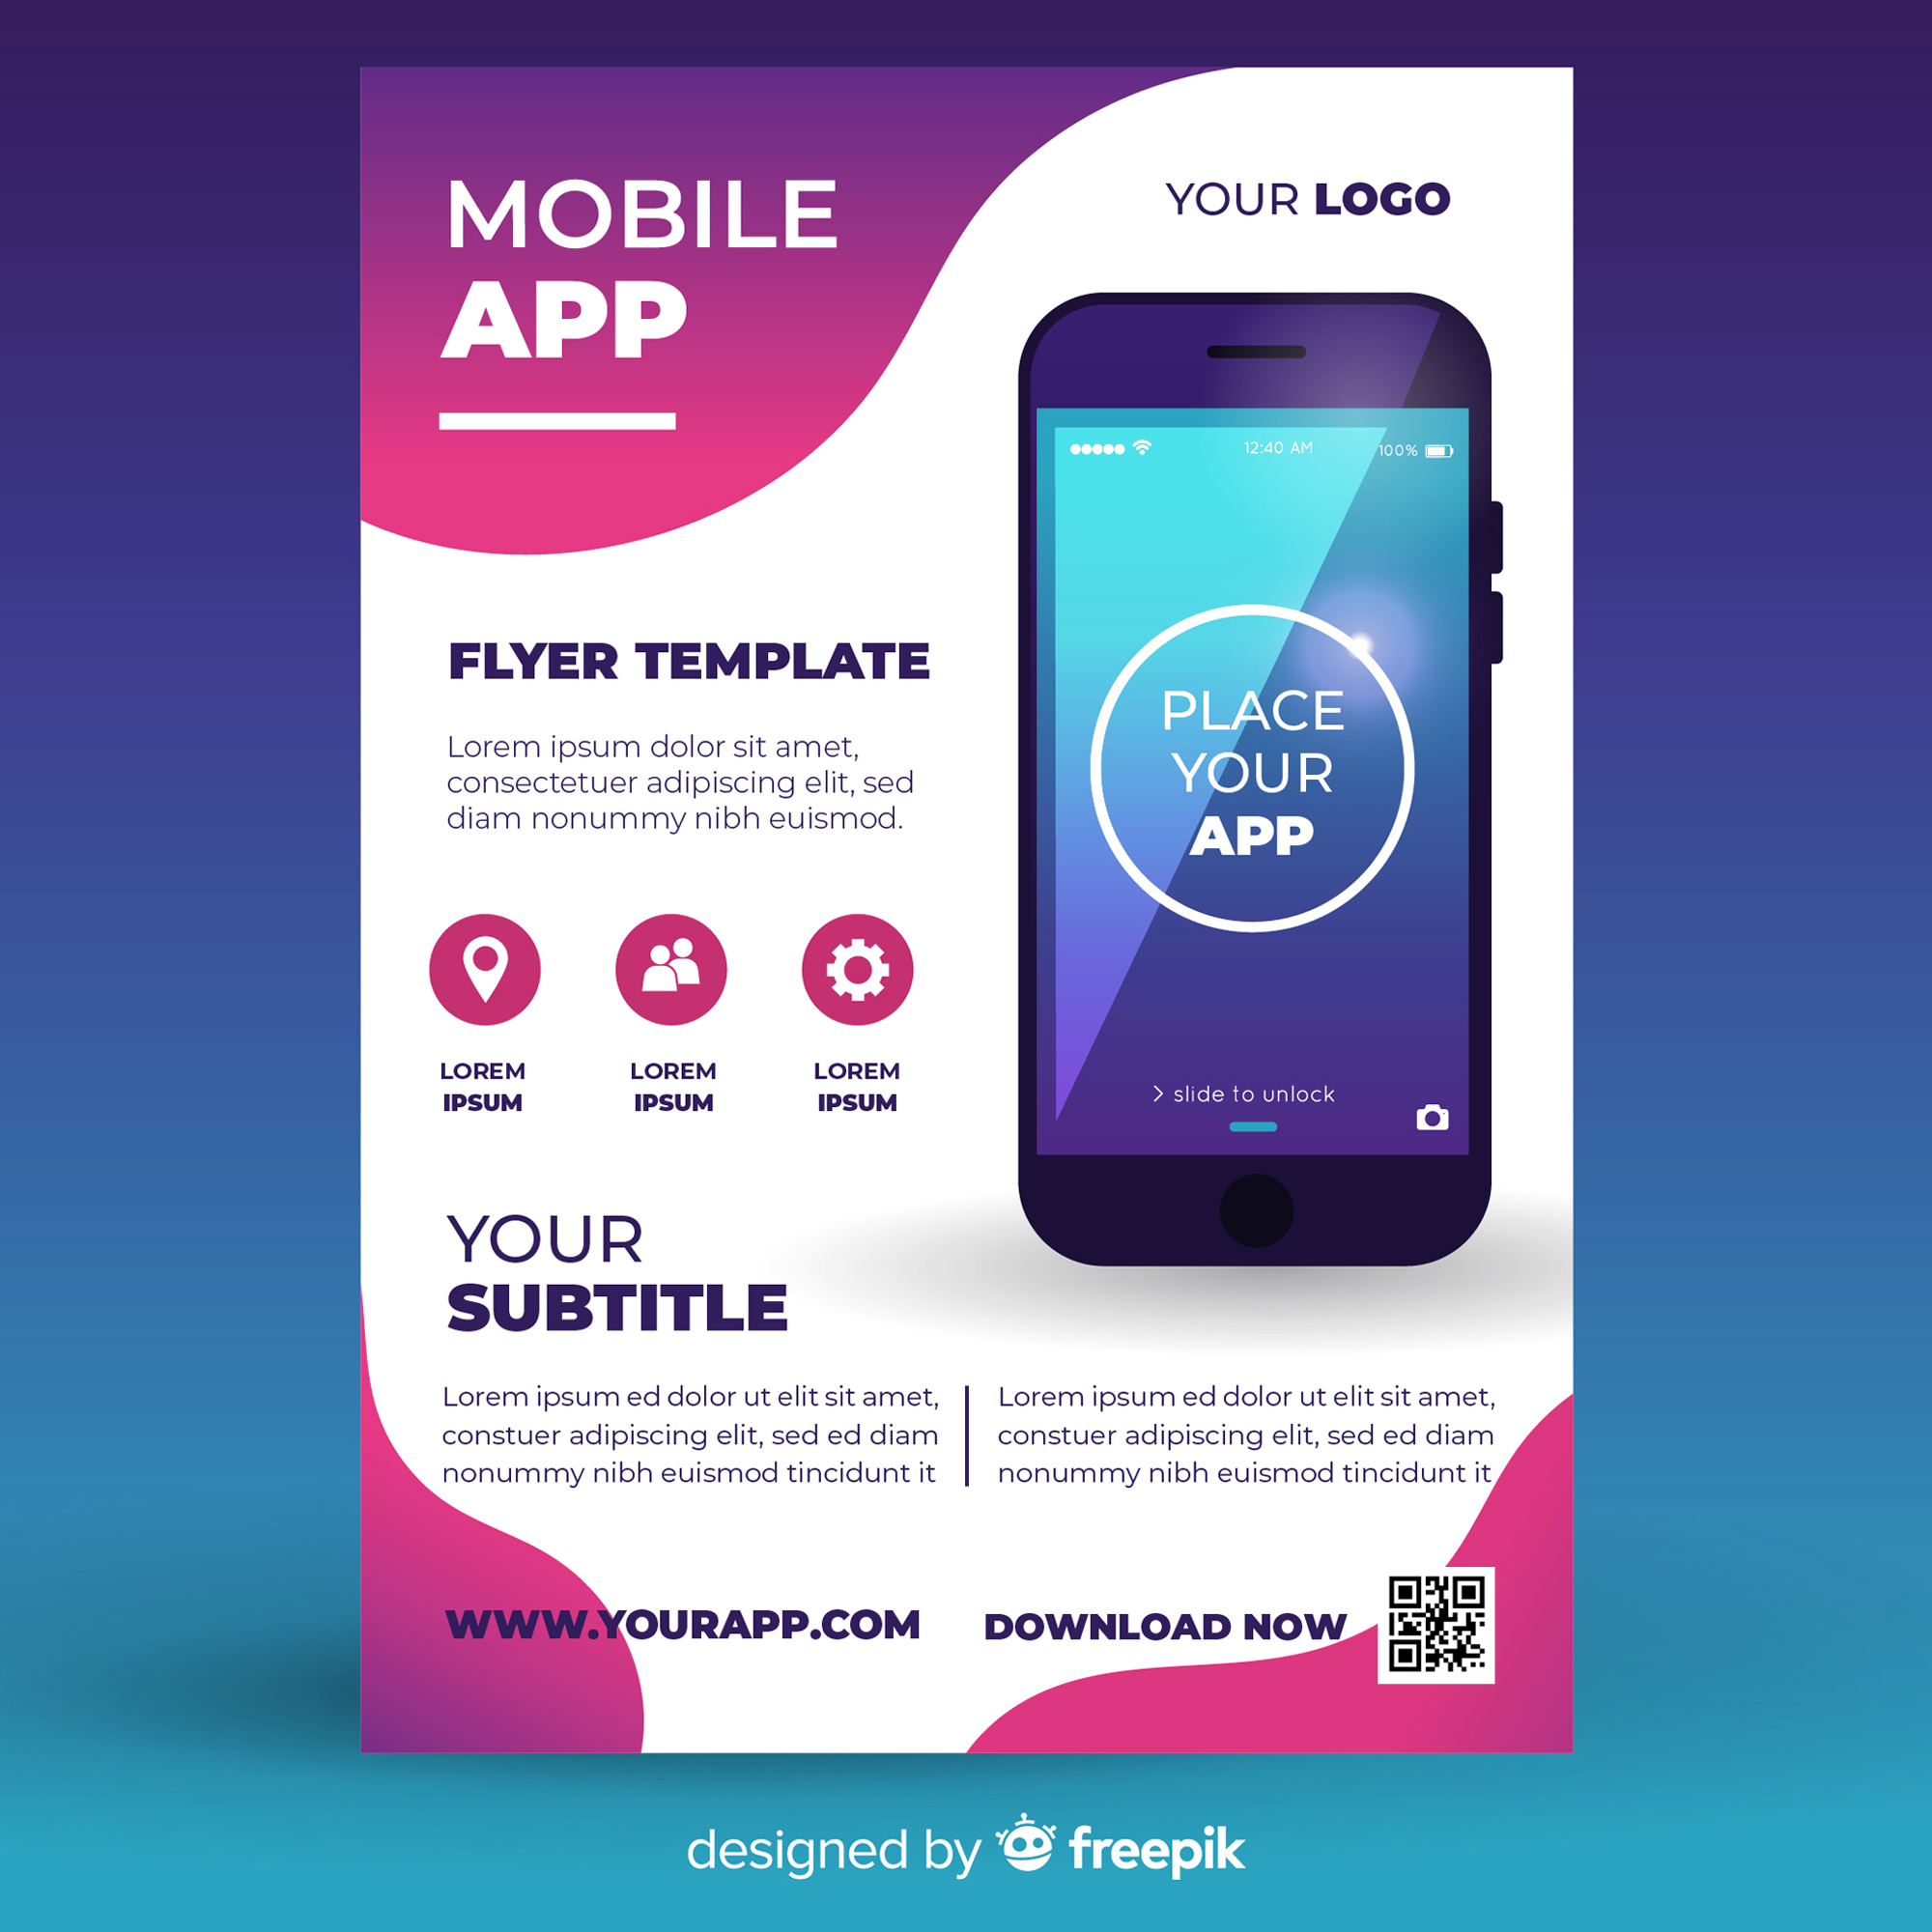 MOBILE
APP
YOUR LOGO
12:40 AM
100%
PLACE
YOUR
APP
> slide to unlock
FLYER TEMPLATE
Lorem ipsum dolor sit amet,
consectetuer adipiscing elit, sed
diam nonummy nibh euismod.
LOREM
IPSUM
LOREM
IPSUM
LOREM
IPSUM
YOUR
SUBTITLE
Lorem ipsum ed dolor ut elit sit amet,
constuer adipiscing elit, sed ed diam
nonummy nibh euismod tincidunt it
Lorem ipsum ed dolor ut elit sit amet,
constuer adipiscing elit, sed ed diam
nonummy nibh euismod tincidunt it
WWW.YOURAPP.COM
DOWNLOAD NOW
designed by freepik